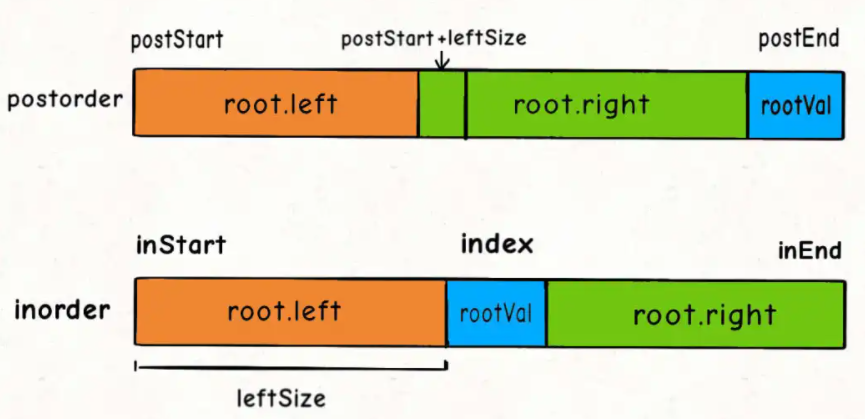 postStart postStart+leftSize postEnd
postorder root.left root.right rootVal
inStart index inEnd
inorder root.left rootVal root.right
leftSize